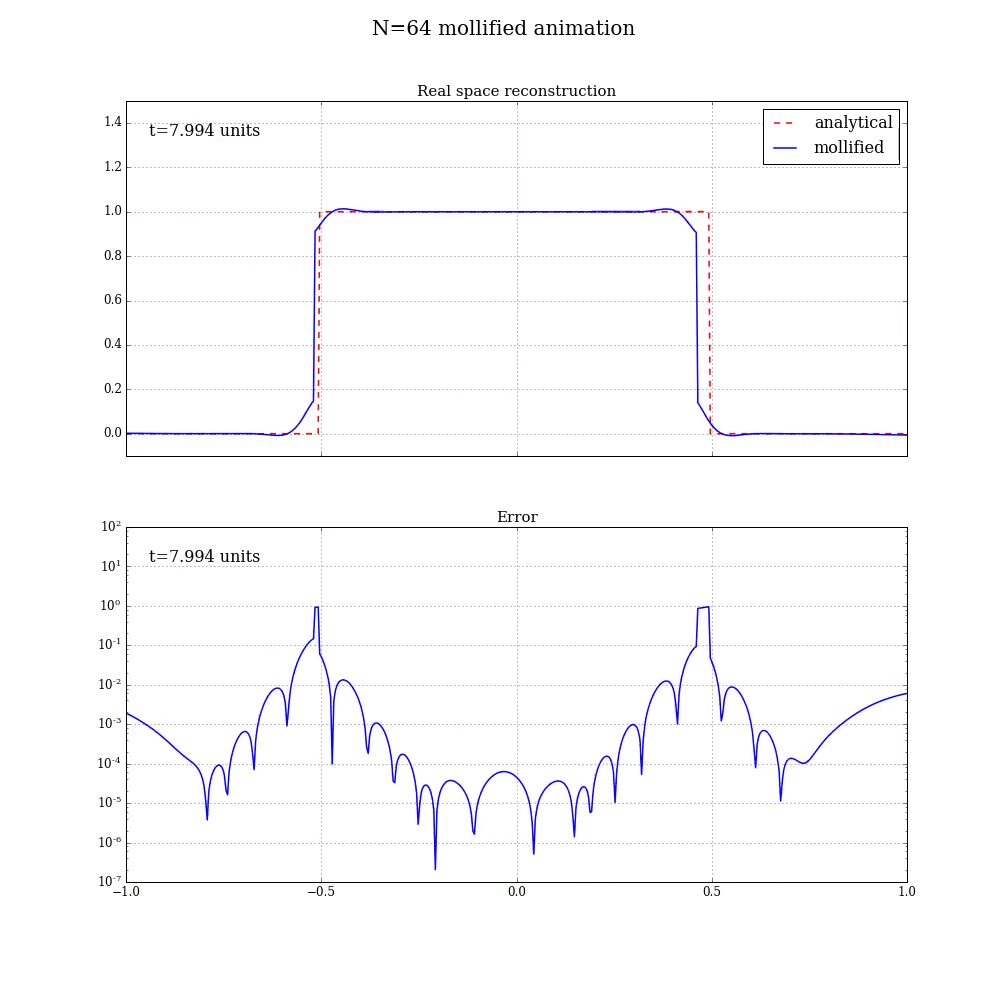 N=64 mollified animation
Real space reconstruction
t=7.994 units
analytical
mollified
1.4
1.2
1.0
0.8
0.6
0.4
0.2
0.0
Error
t=7.994 units
10²
10¹
10⁰
10⁻¹
10⁻²
10⁻³
10⁻⁴
10⁻⁵
10⁻⁶
10⁻⁷
−1.0 −0.5 0.0 0.5 1.0